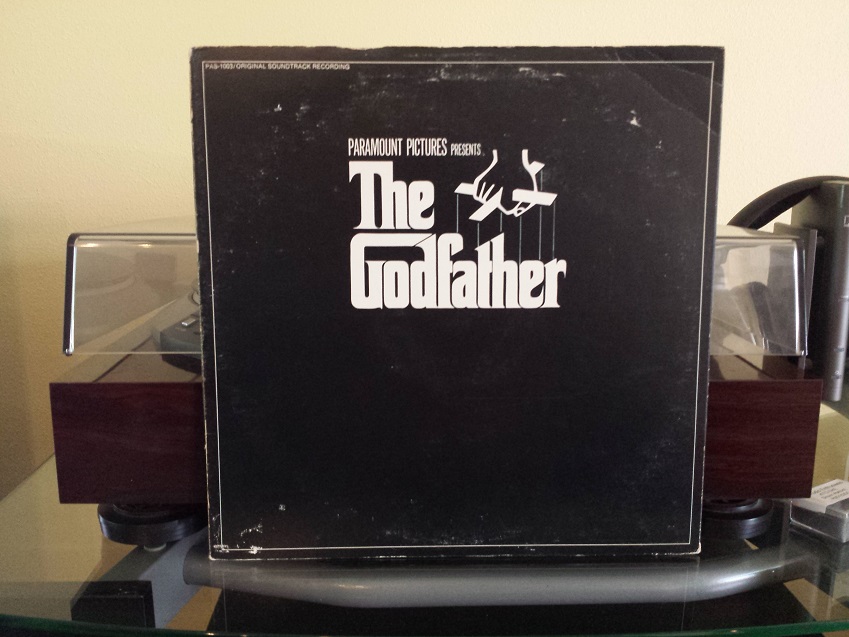 PAS-1003/ORIGINAL SOUNDTRACK RECORDING
PARAMOUNT PICTURES PRESENTS
The
Godfather